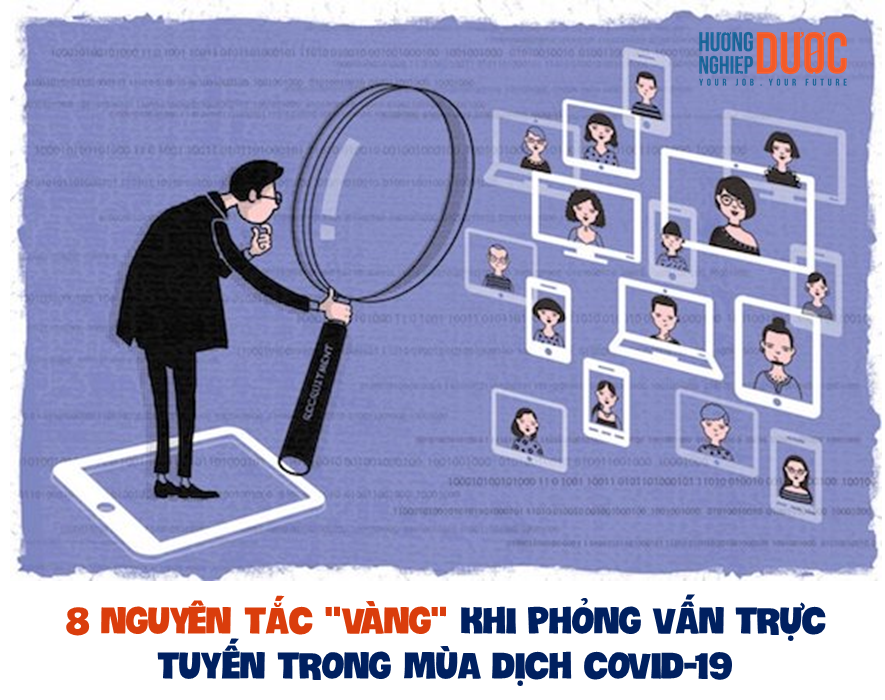 HƯỚNG
NGHIỆP
DƯỢC
YOUR JOB . YOUR FUTURE
RECRUITMENT
8 NGUYÊN TẮC "VÀNG" KHI PHỎNG VẤN TRỰC
TUYẾN TRONG MÙA DỊCH COVID-19